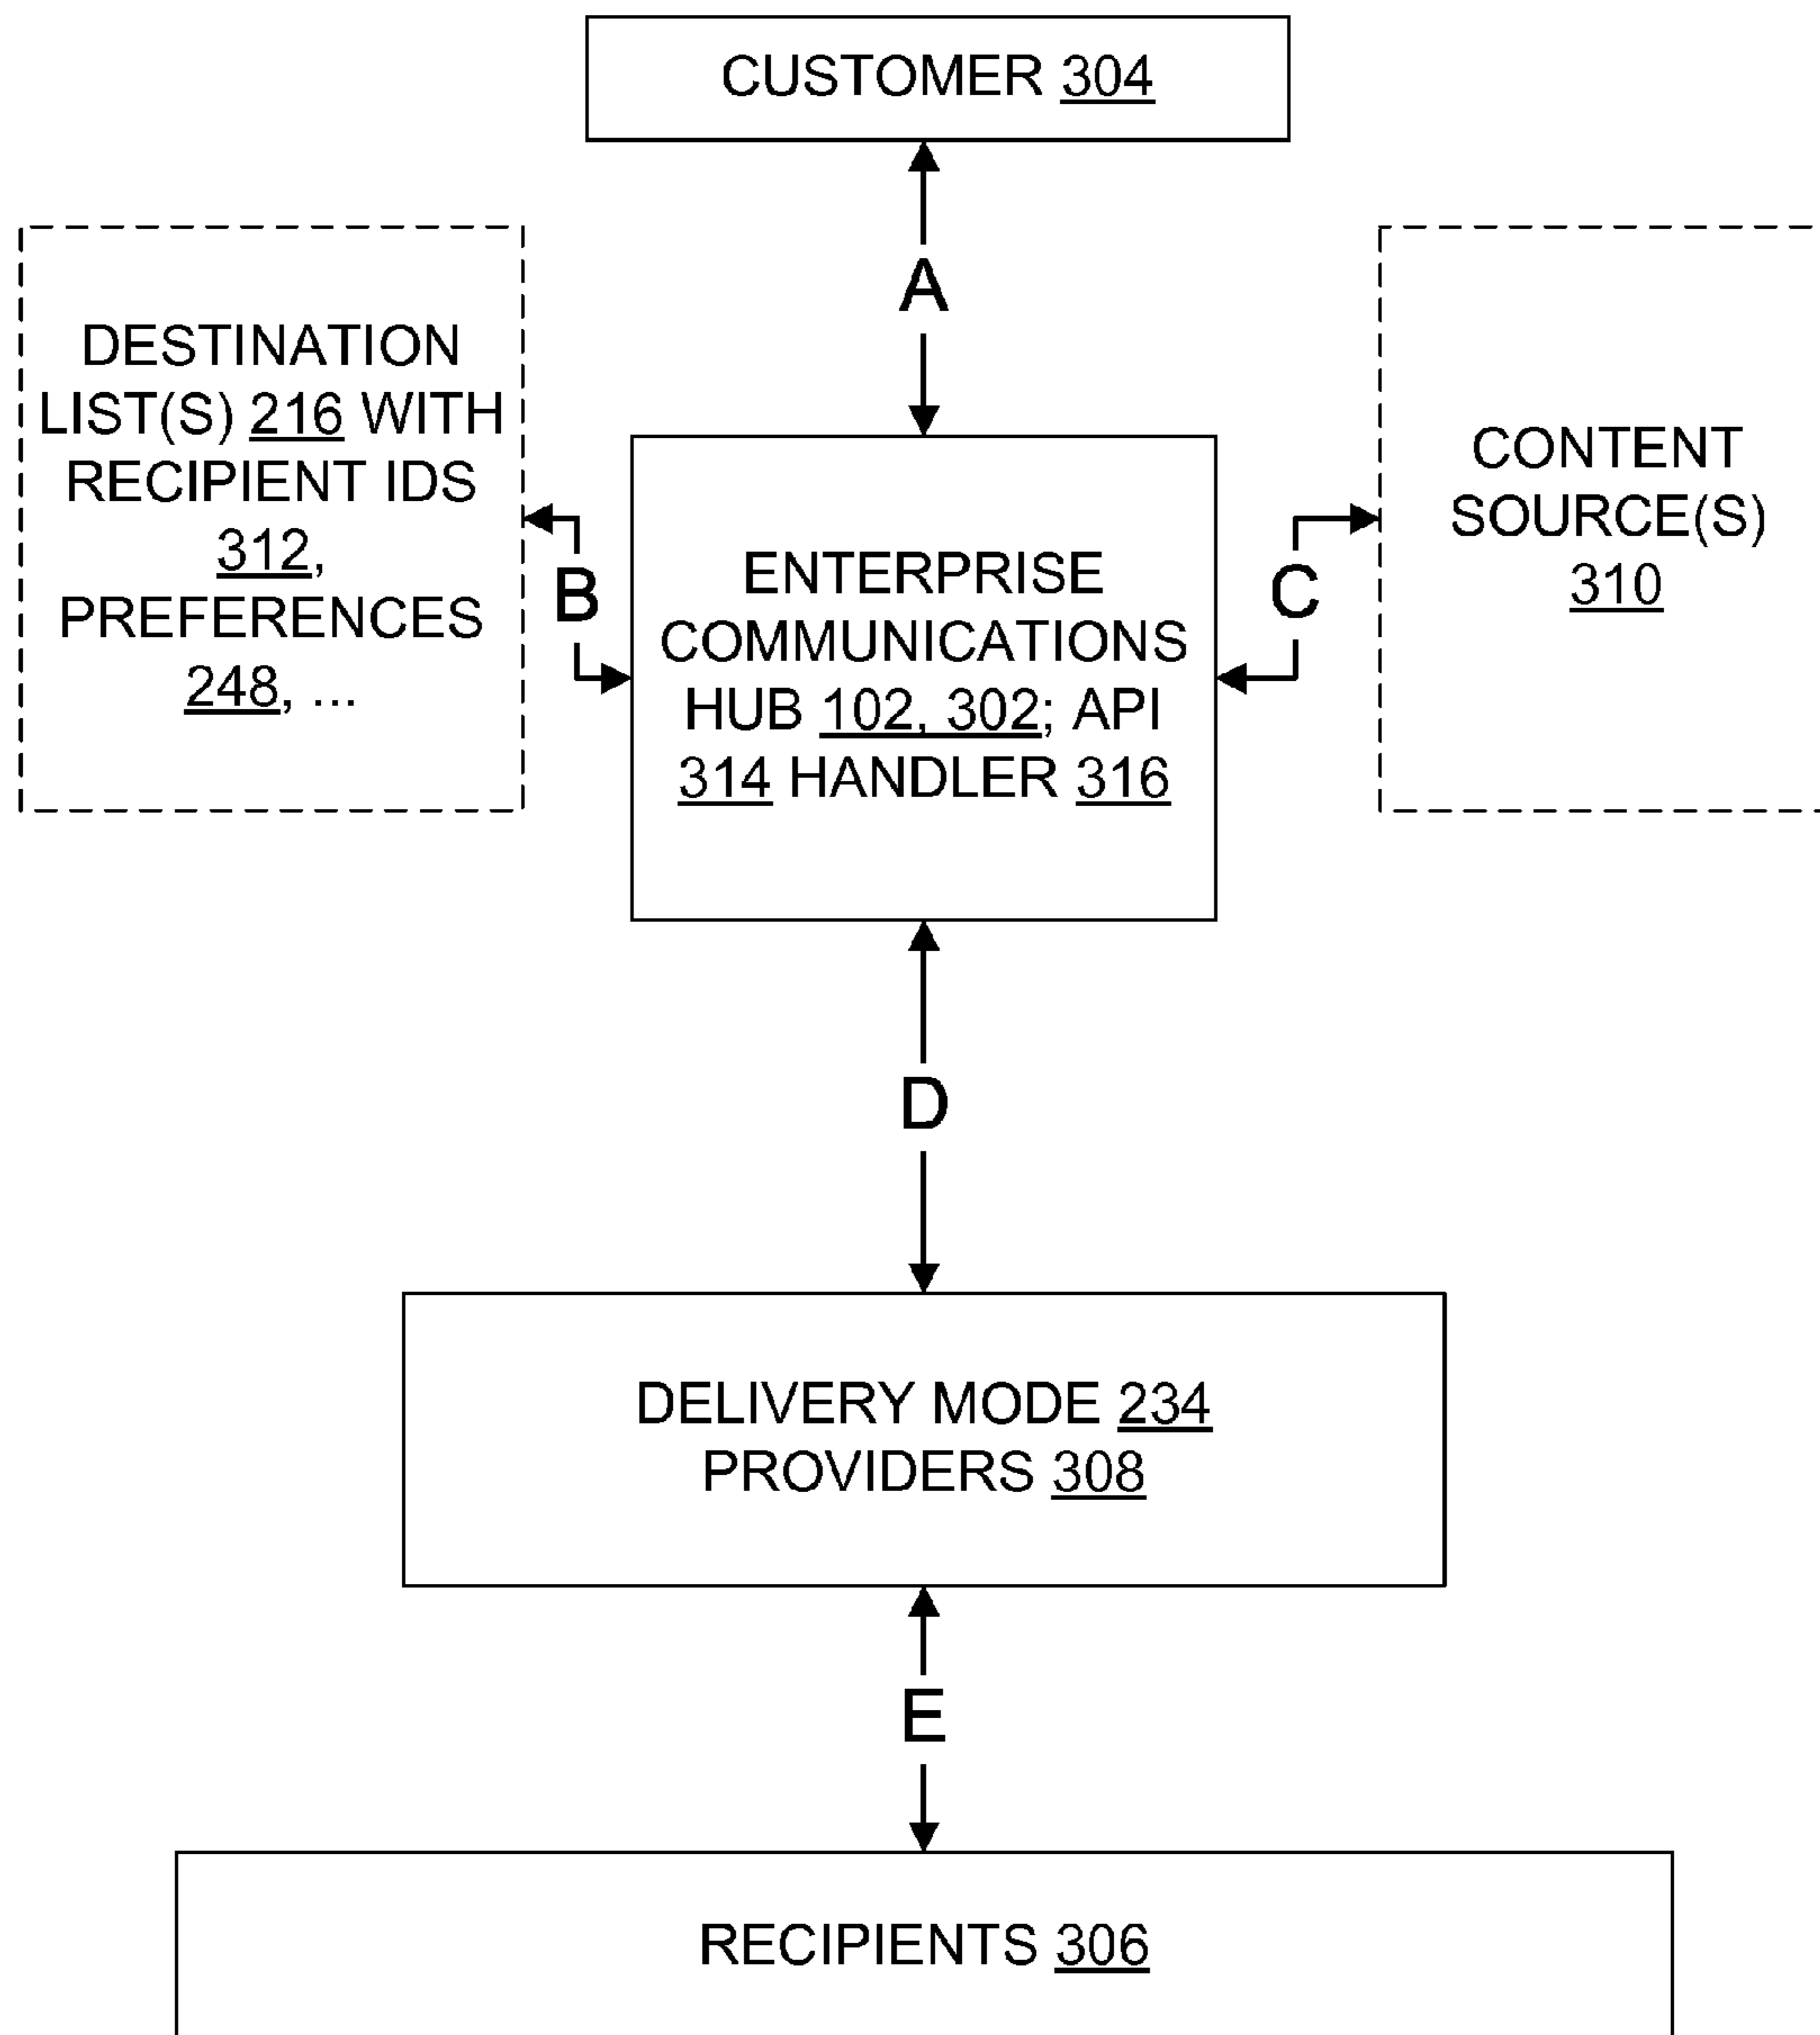 CUSTOMER 304
A
DESTINATION
LIST(S) 216 WITH
RECIPIENT IDS
312,
PREFERENCES
248, ...
B
ENTERPRISE
COMMUNICATIONS
HUB 102, 302; API
314 HANDLER 316
C
CONTENT
SOURCE(S)
310
D
DELIVERY MODE 234
PROVIDERS 308
E
RECIPIENTS 306